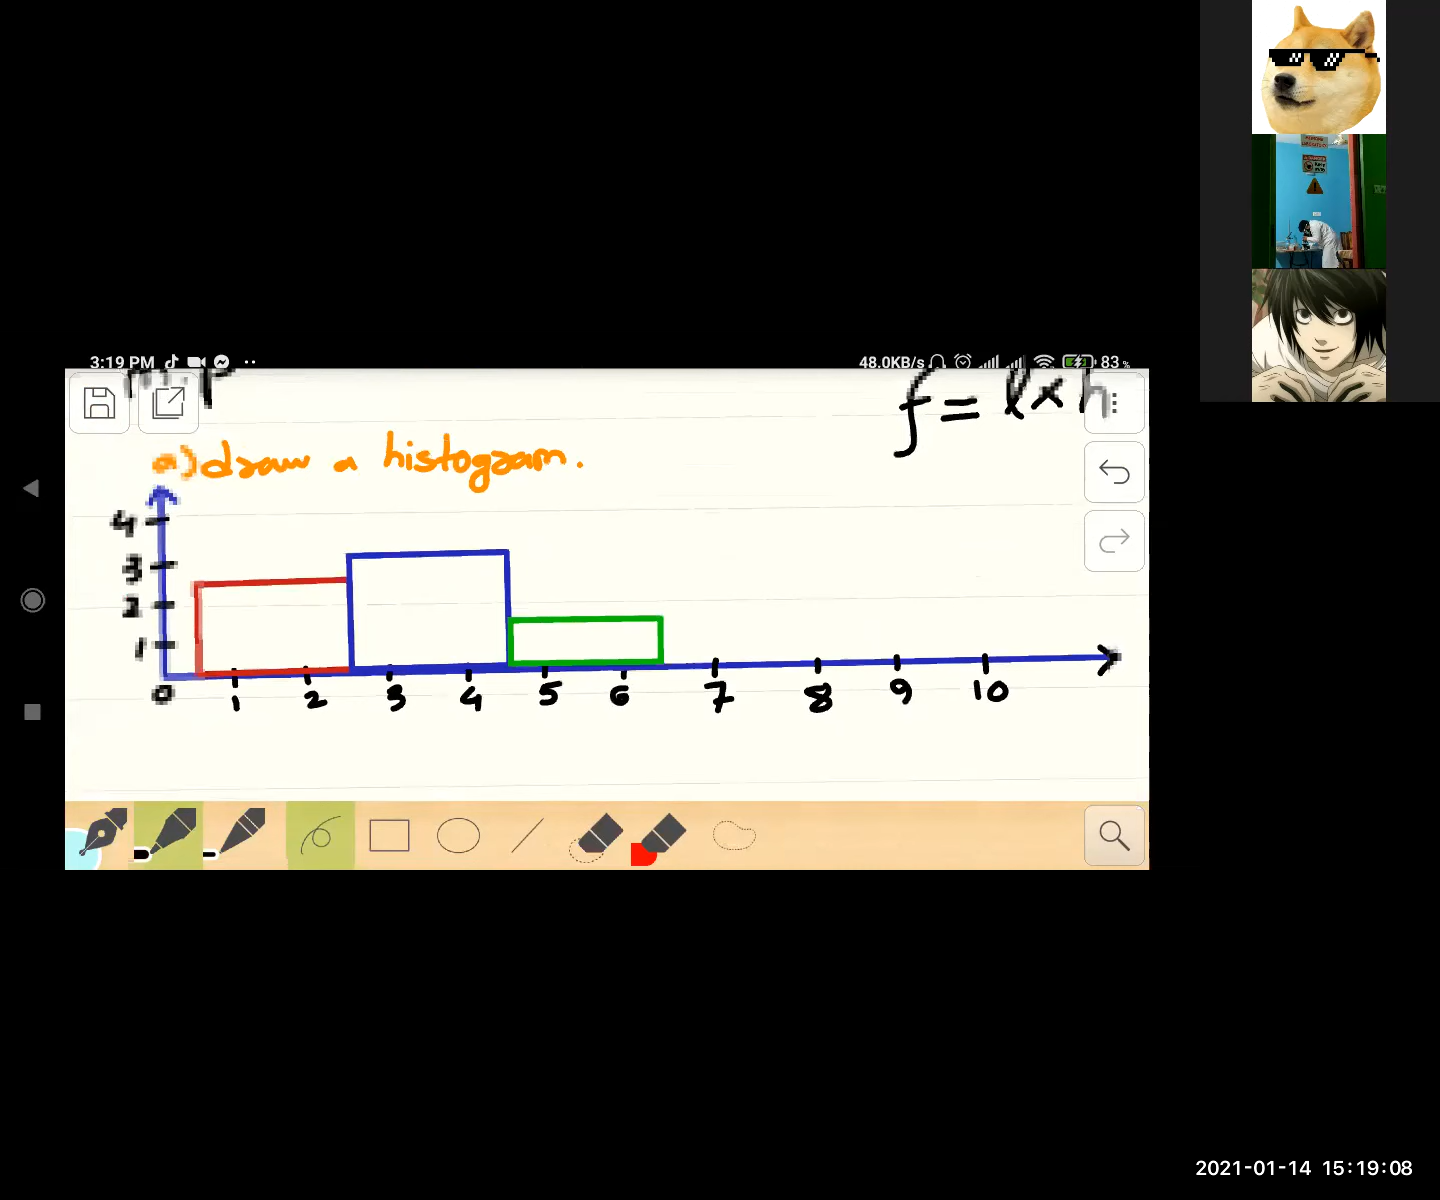 3:19 PM
48.0KB/s 83%
m.p
f = l × h
a) draw a histogram.
4
3
2
1
0 1 2 3 4 5 6 7 8 9 10
2021-01-14 15:19:08